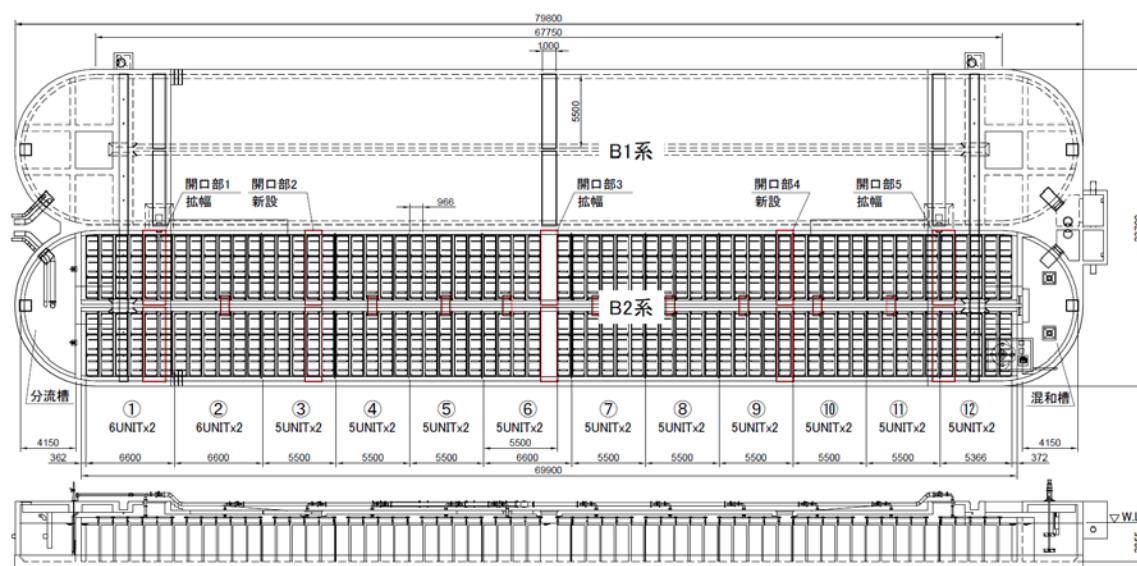 79800
67750
1000
5500
B1系
開口部1
拡幅
開口部2
新設
966
開口部3
拡幅
開口部4
新設
開口部5
拡幅
B2系
分流槽
混和槽
① ② ③ ④ ⑤ ⑥ ⑦ ⑧ ⑨ ⑩ ⑪ ⑫
6UNITx2 6UNITx2 5UNITx2 5UNITx2 5UNITx2 5UNITx2 5UNITx2 5UNITx2 5UNITx2 5UNITx2 5UNITx2 5UNITx2
4150 5500 4150
362 6600 6600 5500 5500 5500 6600 5500 5500 5500 5500 5366 372
69900
▽W.L